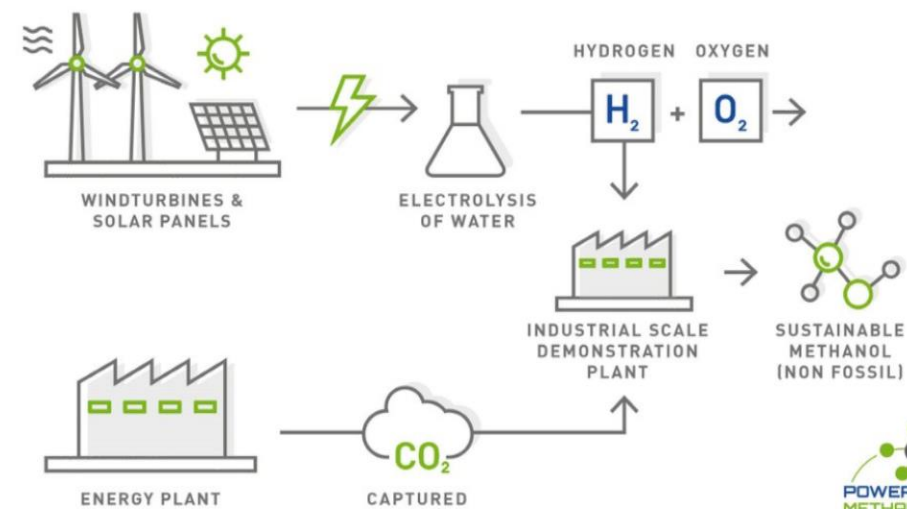 HYDROGEN OXYGEN
H₂ + O₂
WINDTURBINES &
SOLAR PANELS
ELECTROLYSIS
OF WATER
INDUSTRIAL SCALE
DEMONSTRATION
PLANT
SUSTAINABLE
METHANOL
(NON FOSSIL)
CO₂
ENERGY PLANT
CAPTURED
POWER